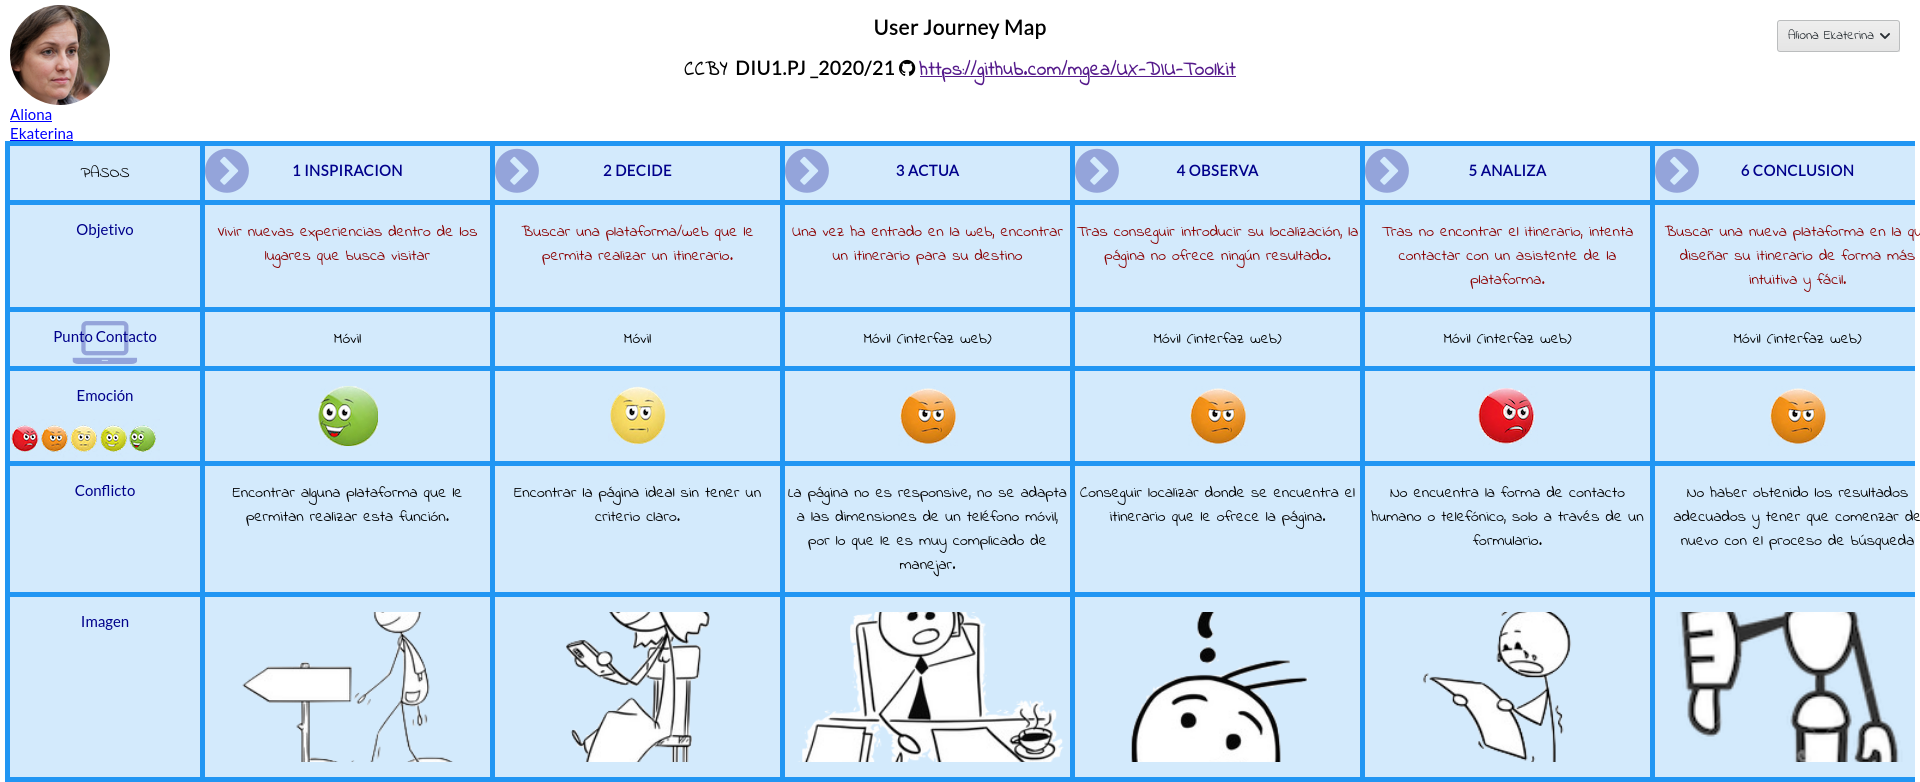 User Journey Map
Aliona Ekaterina
CCBY DIU1.PJ _2020/21 https://github.com/mgea/UX-DIU-Toolkit
Aliona
Ekaterina
PASOS
1 INSPIRACION
2 DECIDE
3 ACTUA
4 OBSERVA
5 ANALIZA
6 CONCLUSION
Objetivo
Vivir nuevas experiencias dentro de los
lugares que busca visitar
Buscar una plataforma/web que le
permita realizar un itinerario.
Una vez ha entrado en la web, encontrar
un itinerario para su destino
Tras conseguir introducir su localización, la
página no ofrece ningún resultado.
Tras no encontrar el itinerario, intenta
contactar con un asistente de la
plataforma.
Buscar una nueva plataforma en la qu
diseñar su itinerario de forma más
intuitiva y fácil.
Punto Contacto
Móvil
Móvil
Móvil (interfaz web)
Móvil (interfaz web)
Móvil (interfaz web)
Móvil (interfaz web)
Emoción
Conflicto
Encontrar alguna plataforma que le
permitan realizar esta función.
Encontrar la página ideal sin tener un
criterio claro.
La página no es responsive, no se adapta
a las dimensiones de un teléfono móvil,
por lo que le es muy complicado de
manejar.
Conseguir localizar donde se encuentra el
itinerario que le ofrece la página.
No encuentra la forma de contacto
humano o telefónico, solo a través de un
formulario.
No haber obtenido los resultados
adecuados y tener que comenzar de
nuevo con el proceso de búsqueda
Imagen
?